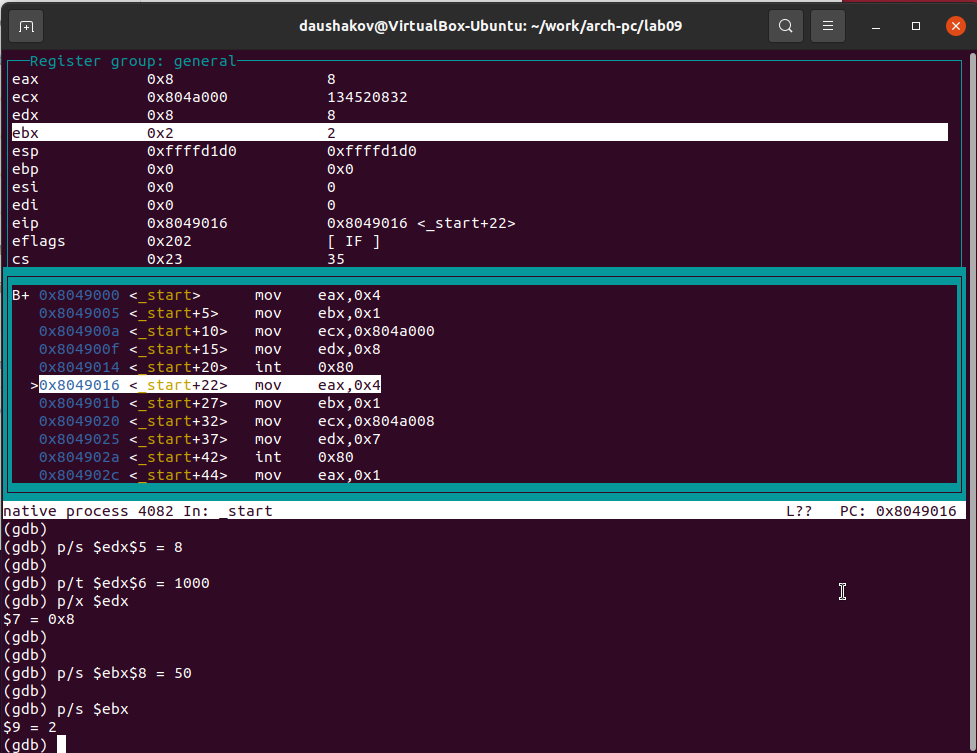 daushakov@VirtualBox-Ubuntu: ~/work/arch-pc/lab09
Register group: general
eax 0x8 8
ecx 0x804a000 134520832
edx 0x8 8
ebx 0x2 2
esp 0xffffd1d0 0xffffd1d0
ebp 0x0 0x0
esi 0x0 0
edi 0x0 0
eip 0x8049016 0x8049016 <_start+22>
eflags 0x202 [ IF ]
cs 0x23 35
B+ 0x8049000 <_start> mov eax,0x4
0x8049005 <_start+5> mov ebx,0x1
0x804900a <_start+10> mov ecx,0x804a000
0x804900f <_start+15> mov edx,0x8
0x8049014 <_start+20> int 0x80
>0x8049016 <_start+22> mov eax,0x4
0x804901b <_start+27> mov ebx,0x1
0x8049020 <_start+32> mov ecx,0x804a008
0x8049025 <_start+37> mov edx,0x7
0x804902a <_start+42> int 0x80
0x804902c <_start+44> mov eax,0x1
native process 4082 In: _start L?? PC: 0x8049016
(gdb)
(gdb) p/s $edx$5 = 8
(gdb)
(gdb) p/t $edx$6 = 1000
(gdb) p/x $edx
$7 = 0x8
(gdb)
(gdb)
(gdb) p/s $ebx$8 = 50
(gdb)
(gdb) p/s $ebx
$9 = 2
(gdb)